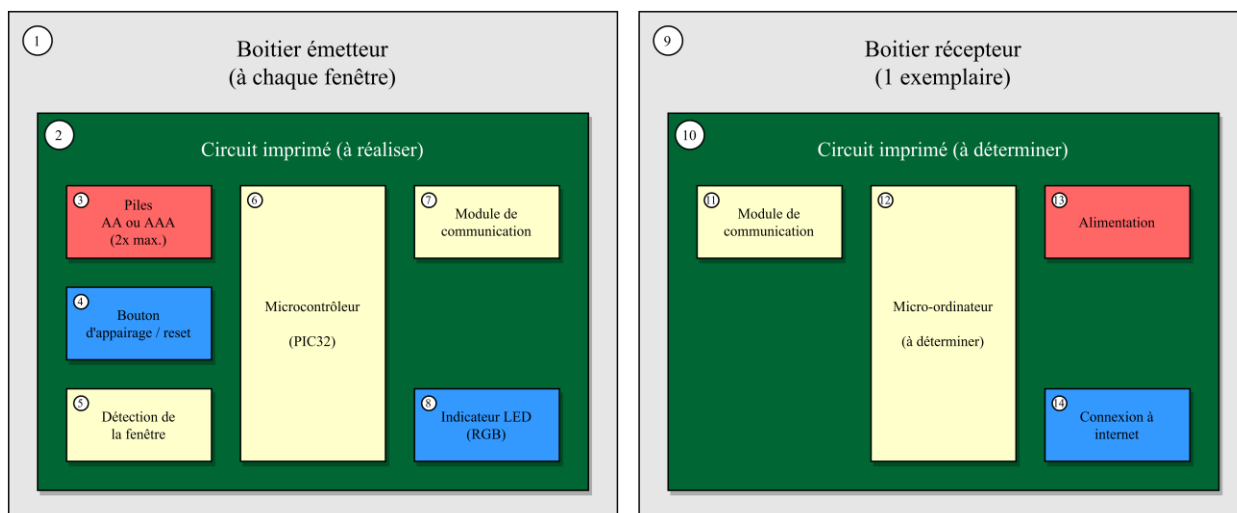 1
Boitier émetteur
(à chaque fenêtre)
2
Circuit imprimé (à réaliser)
3
Piles
AA ou AAA
(2x max.)
4
Bouton
d'appairage / reset
5
Détection de
la fenêtre
6
Microcontrôleur
(PIC32)
7
Module de
communication
8
Indicateur LED
(RGB)
9
Boitier récepteur
(1 exemplaire)
10
Circuit imprimé (à déterminer)
11
Module de
communication
12
Micro-ordinateur
(à déterminer)
13
Alimentation
14
Connexion à
internet